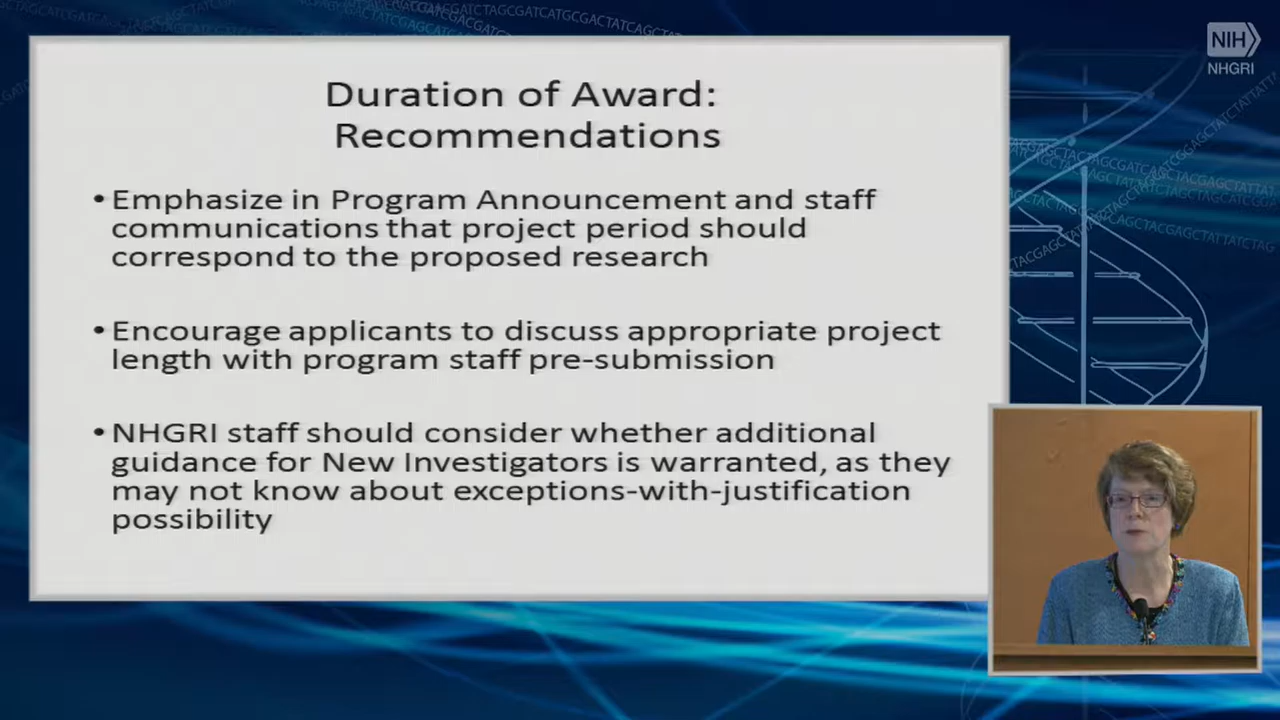 NIH
NHGRI
Duration of Award:
Recommendations
• Emphasize in Program Announcement and staff
communications that project period should
correspond to the proposed research
• Encourage applicants to discuss appropriate project
length with program staff pre-submission
• NHGRI staff should consider whether additional
guidance for New Investigators is warranted, as they
may not know about exceptions-with-justification
possibility